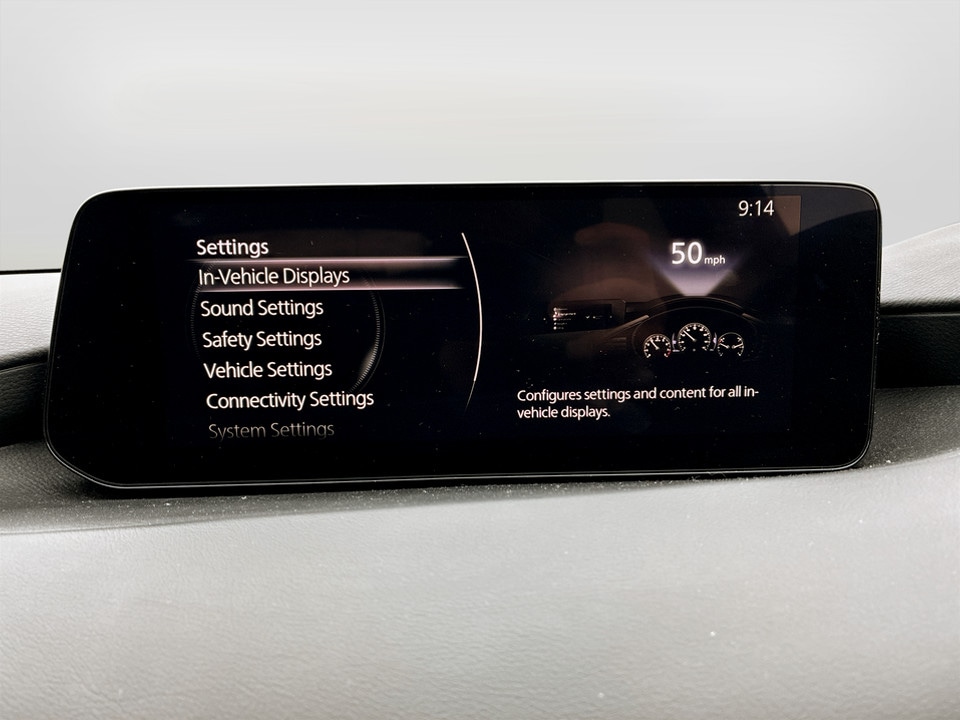 9:14
Settings
In-Vehicle Displays
Sound Settings
Safety Settings
Vehicle Settings
Connectivity Settings
System Settings
50 mph
Configures settings and content for all in-
vehicle displays.